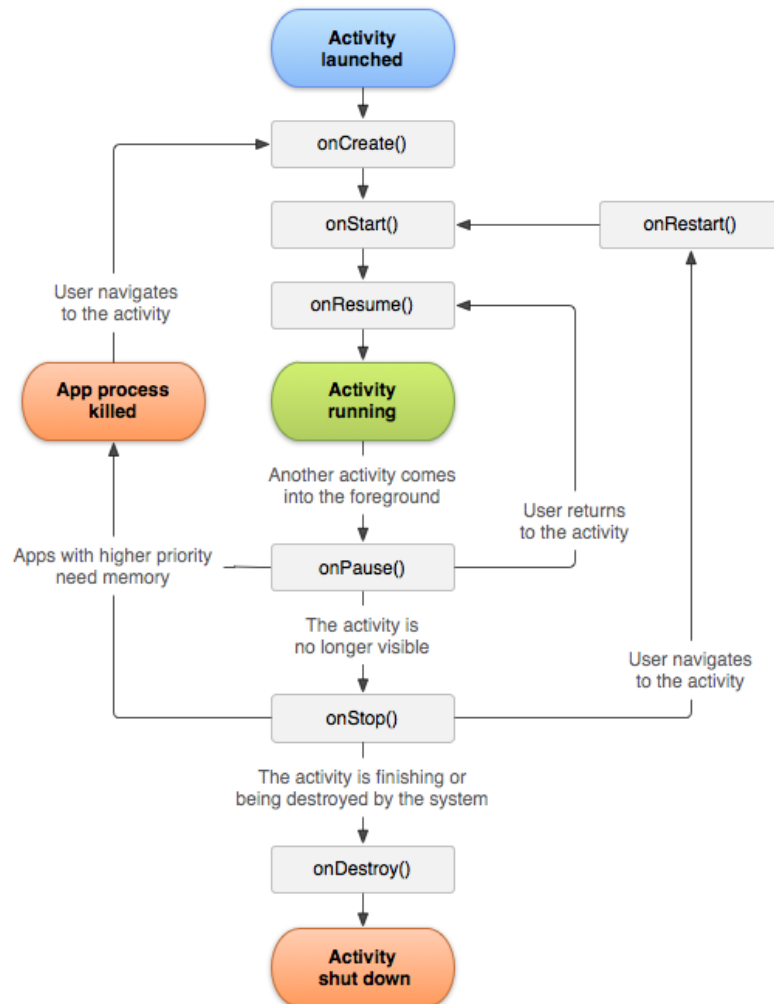 Activity
launched
onCreate()
onStart()
onRestart()
User navigates
to the activity
onResume()
App process
killed
Activity
running
Another activity comes
into the foreground
User returns
to the activity
Apps with higher priority
need memory
onPause()
The activity is
no longer visible
User navigates
to the activity
onStop()
The activity is finishing or
being destroyed by the system
onDestroy()
Activity
shut down